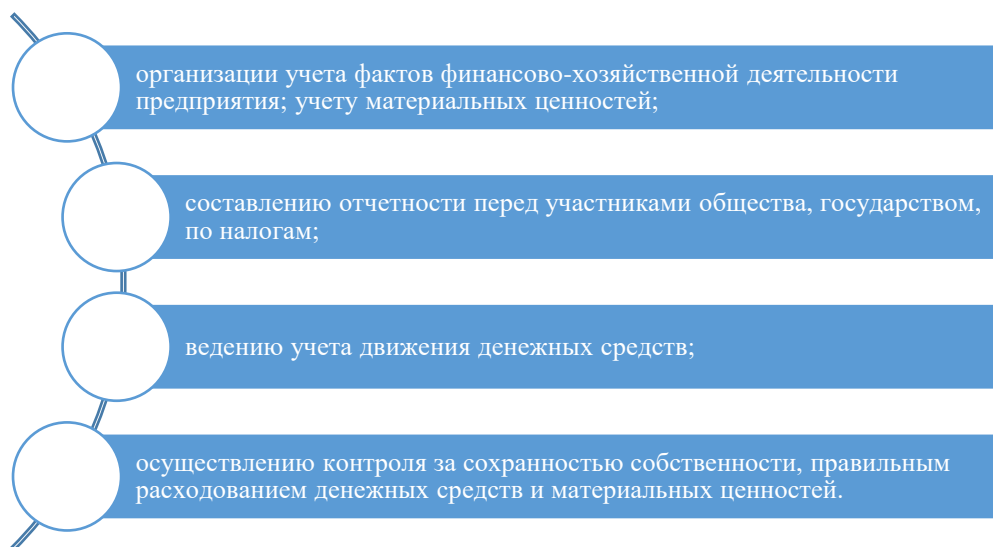 организации учета фактов финансово-хозяйственной деятельности
предприятия; учету материальных ценностей;
составлению отчетности перед участниками общества, государством,
по налогам;
ведению учета движения денежных средств;
осуществлению контроля за сохранностью собственности, правильным
расходованием денежных средств и материальных ценностей.